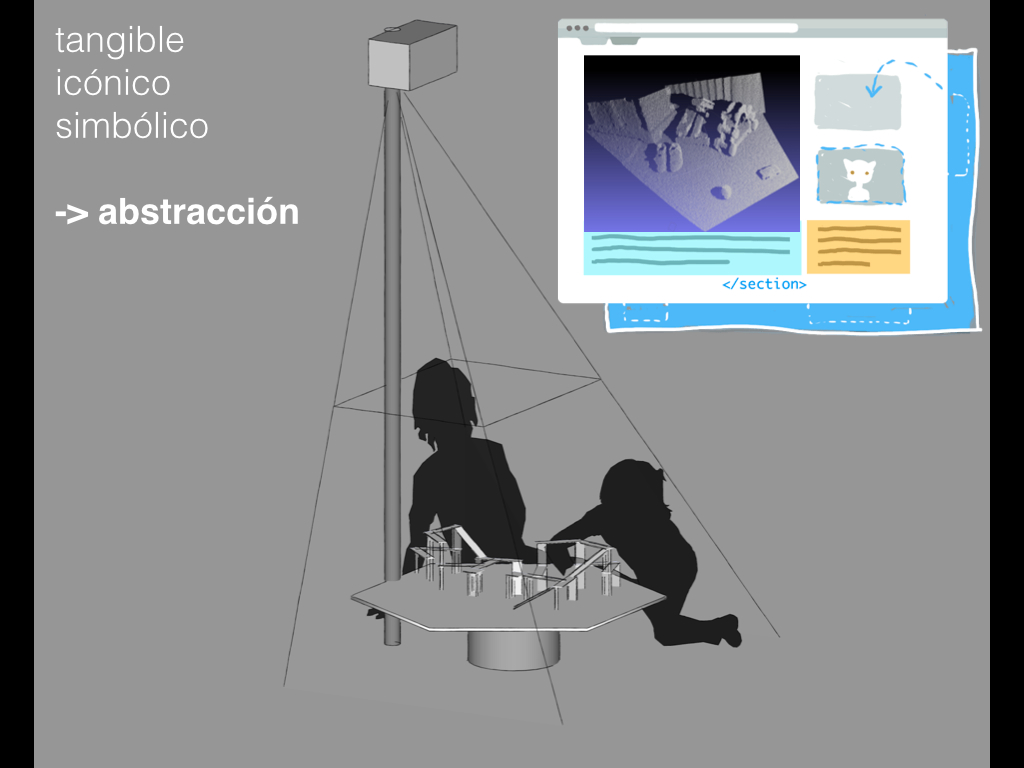 tangible
icónico
simbólico
-> abstracción
</section>